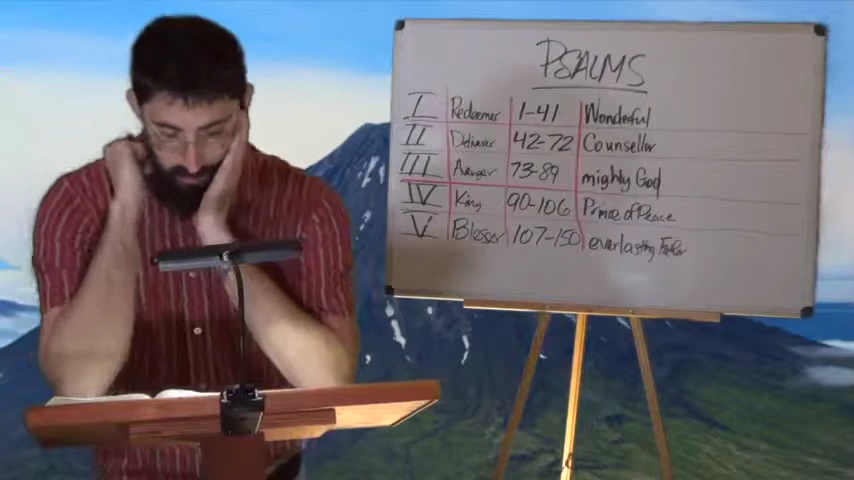 PSALMS
I Redeemer 1-41 Wonderful
II Deliverer 42-72 Counsellor
III Avenger 73-89 mighty God
IV King 90-106 Prince of Peace
V Blesser 107-150 everlasting Father